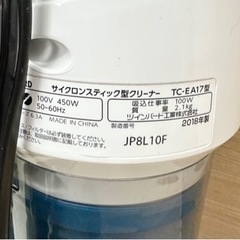 サイクロンスティック型クリーナー TC-EA17型
100V 450W
50-60Hz
吸込仕事率 100W
質量 2.1kg
ツインバード工業株式会社
2018年製
MADE IN CHINA
製造番号
JP8L10F